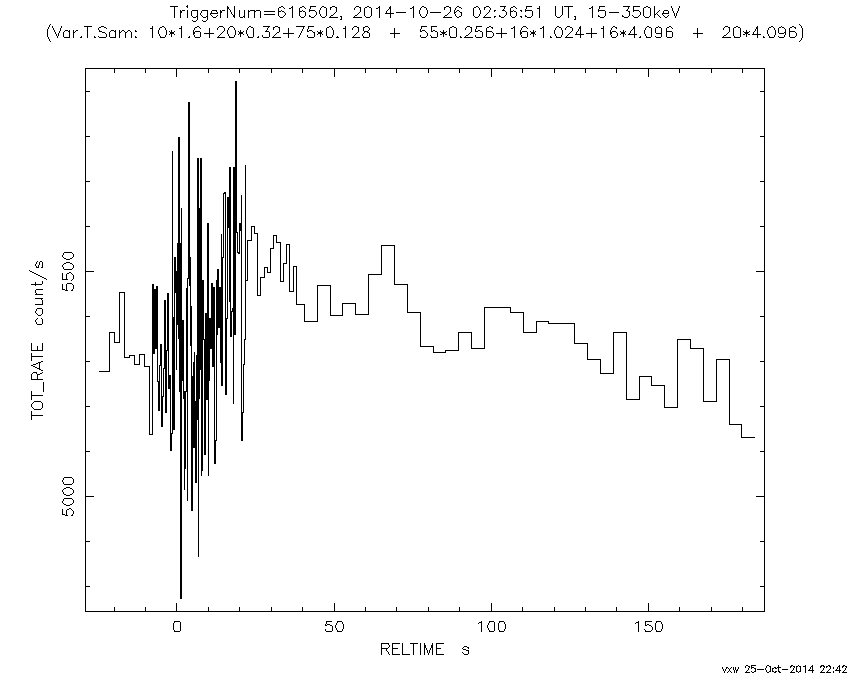 TriggerNum=616502, 2014-10-26 02:36:51 UT, 15-350keV
(Var.T.Sam: 10*1.6+20*0.32+75*0.128 + 55*0.256+16*1.024+16*4.096 + 20*4.096)
TOT_RATE count/s
5500
5000
0 50 100 150
RELTIME s
vxw 25-Oct-2014 22:42